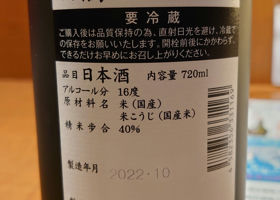 要冷蔵
ご購入後は品質保持の為、直射日光を避け、冷蔵で
の保存をお願いいたします。開栓前後にかかわらず、
できるだけお早めにお召し上がりください。
品目 日本酒 内容量 720ml
アルコール分 16度
原材料名 米(国産)
米こうじ(国産米)
精米歩合 40%
製造年月 2022.10